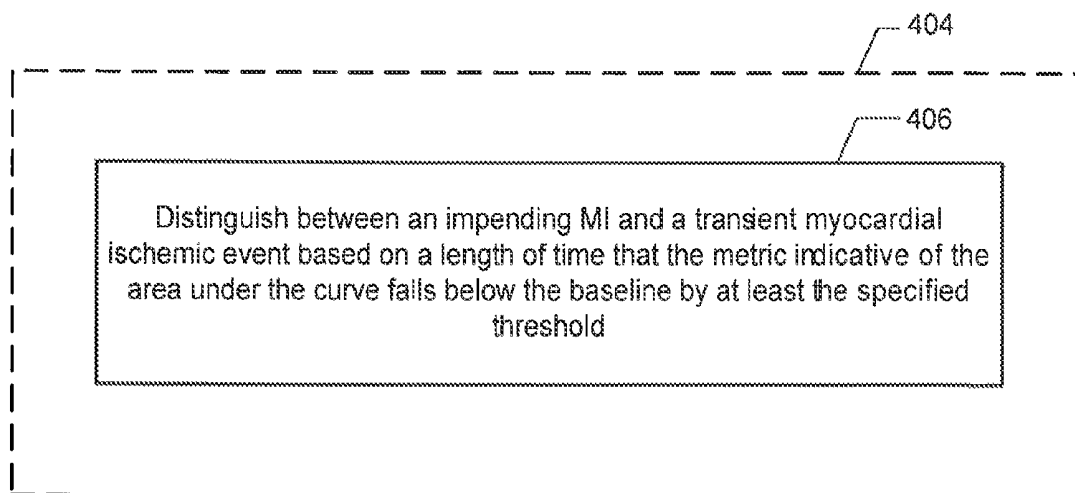 404
406
Distinguish between an impending MI and a transient myocardial
ischemic event based on a length of time that the metric indicative of the
area under the curve falls below the baseline by at least the specified
threshold